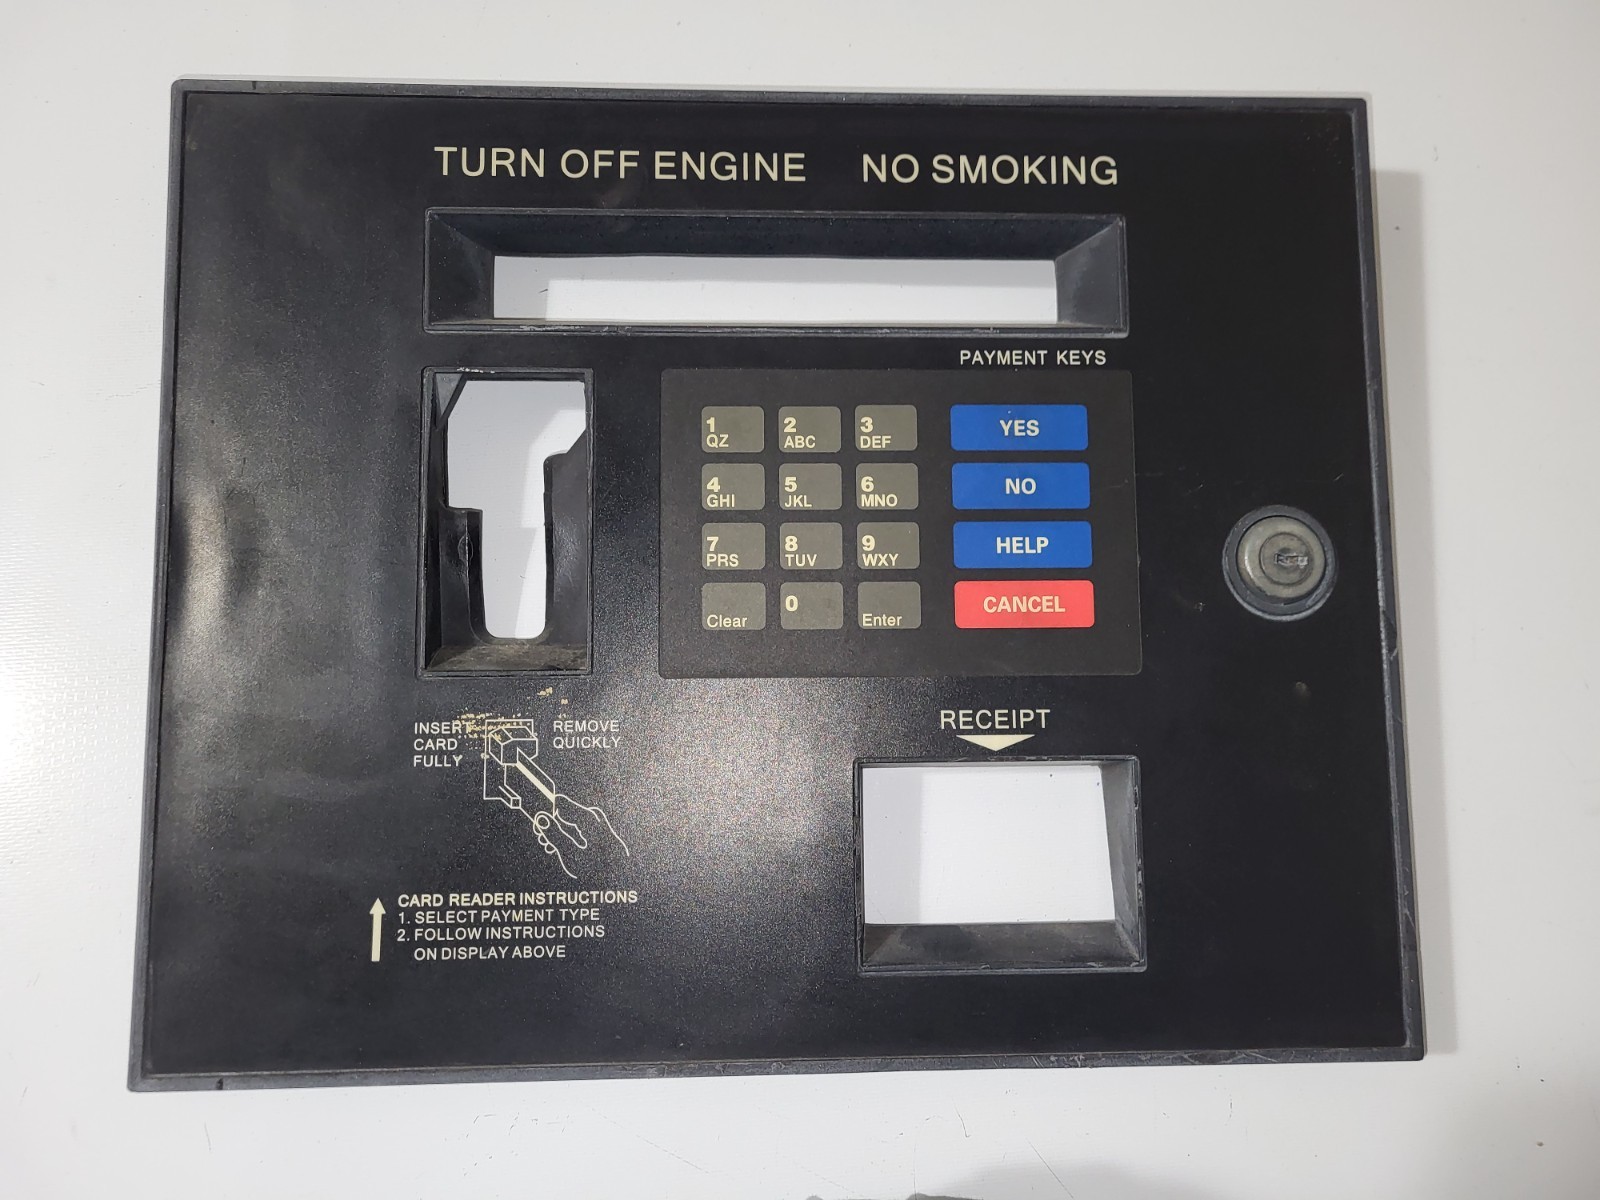 TURN OFF ENGINE NO SMOKING
PAYMENT KEYS
1 QZ
2 ABC
3 DEF
YES
4 GHI
5 JKL
6 MNO
NO
7 PRS
8 TUV
9 WXY
HELP
Clear
0
Enter
CANCEL
INSERT
CARD
FULLY
REMOVE
QUICKLY
RECEIPT
CARD READER INSTRUCTIONS
1. SELECT PAYMENT TYPE
2. FOLLOW INSTRUCTIONS
ON DISPLAY ABOVE